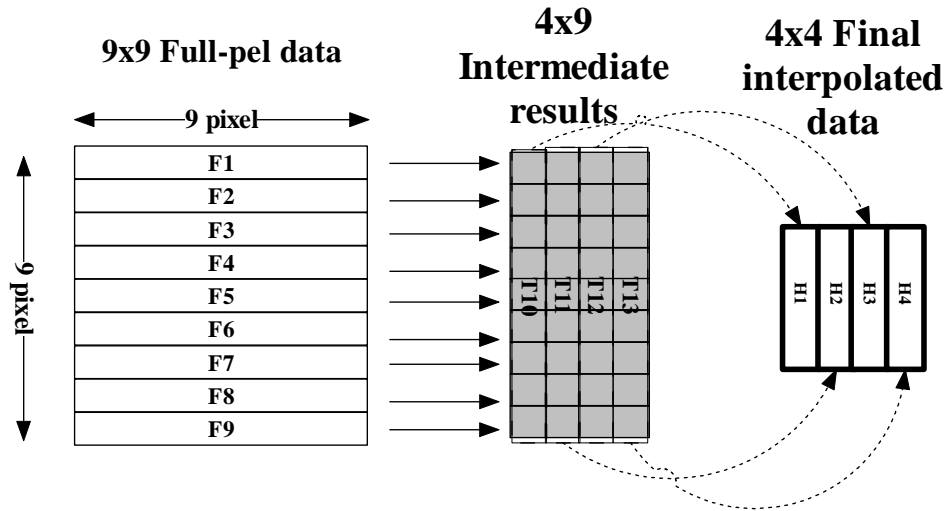 9x9 Full-pel data
4x9
Intermediate
results
4x4 Final
interpolated
data
9 pixel
9 pixel
F1
F2
F3
F4
F5
F6
F7
F8
F9
T10
T11
T12
T13
H1
H2
H3
H4